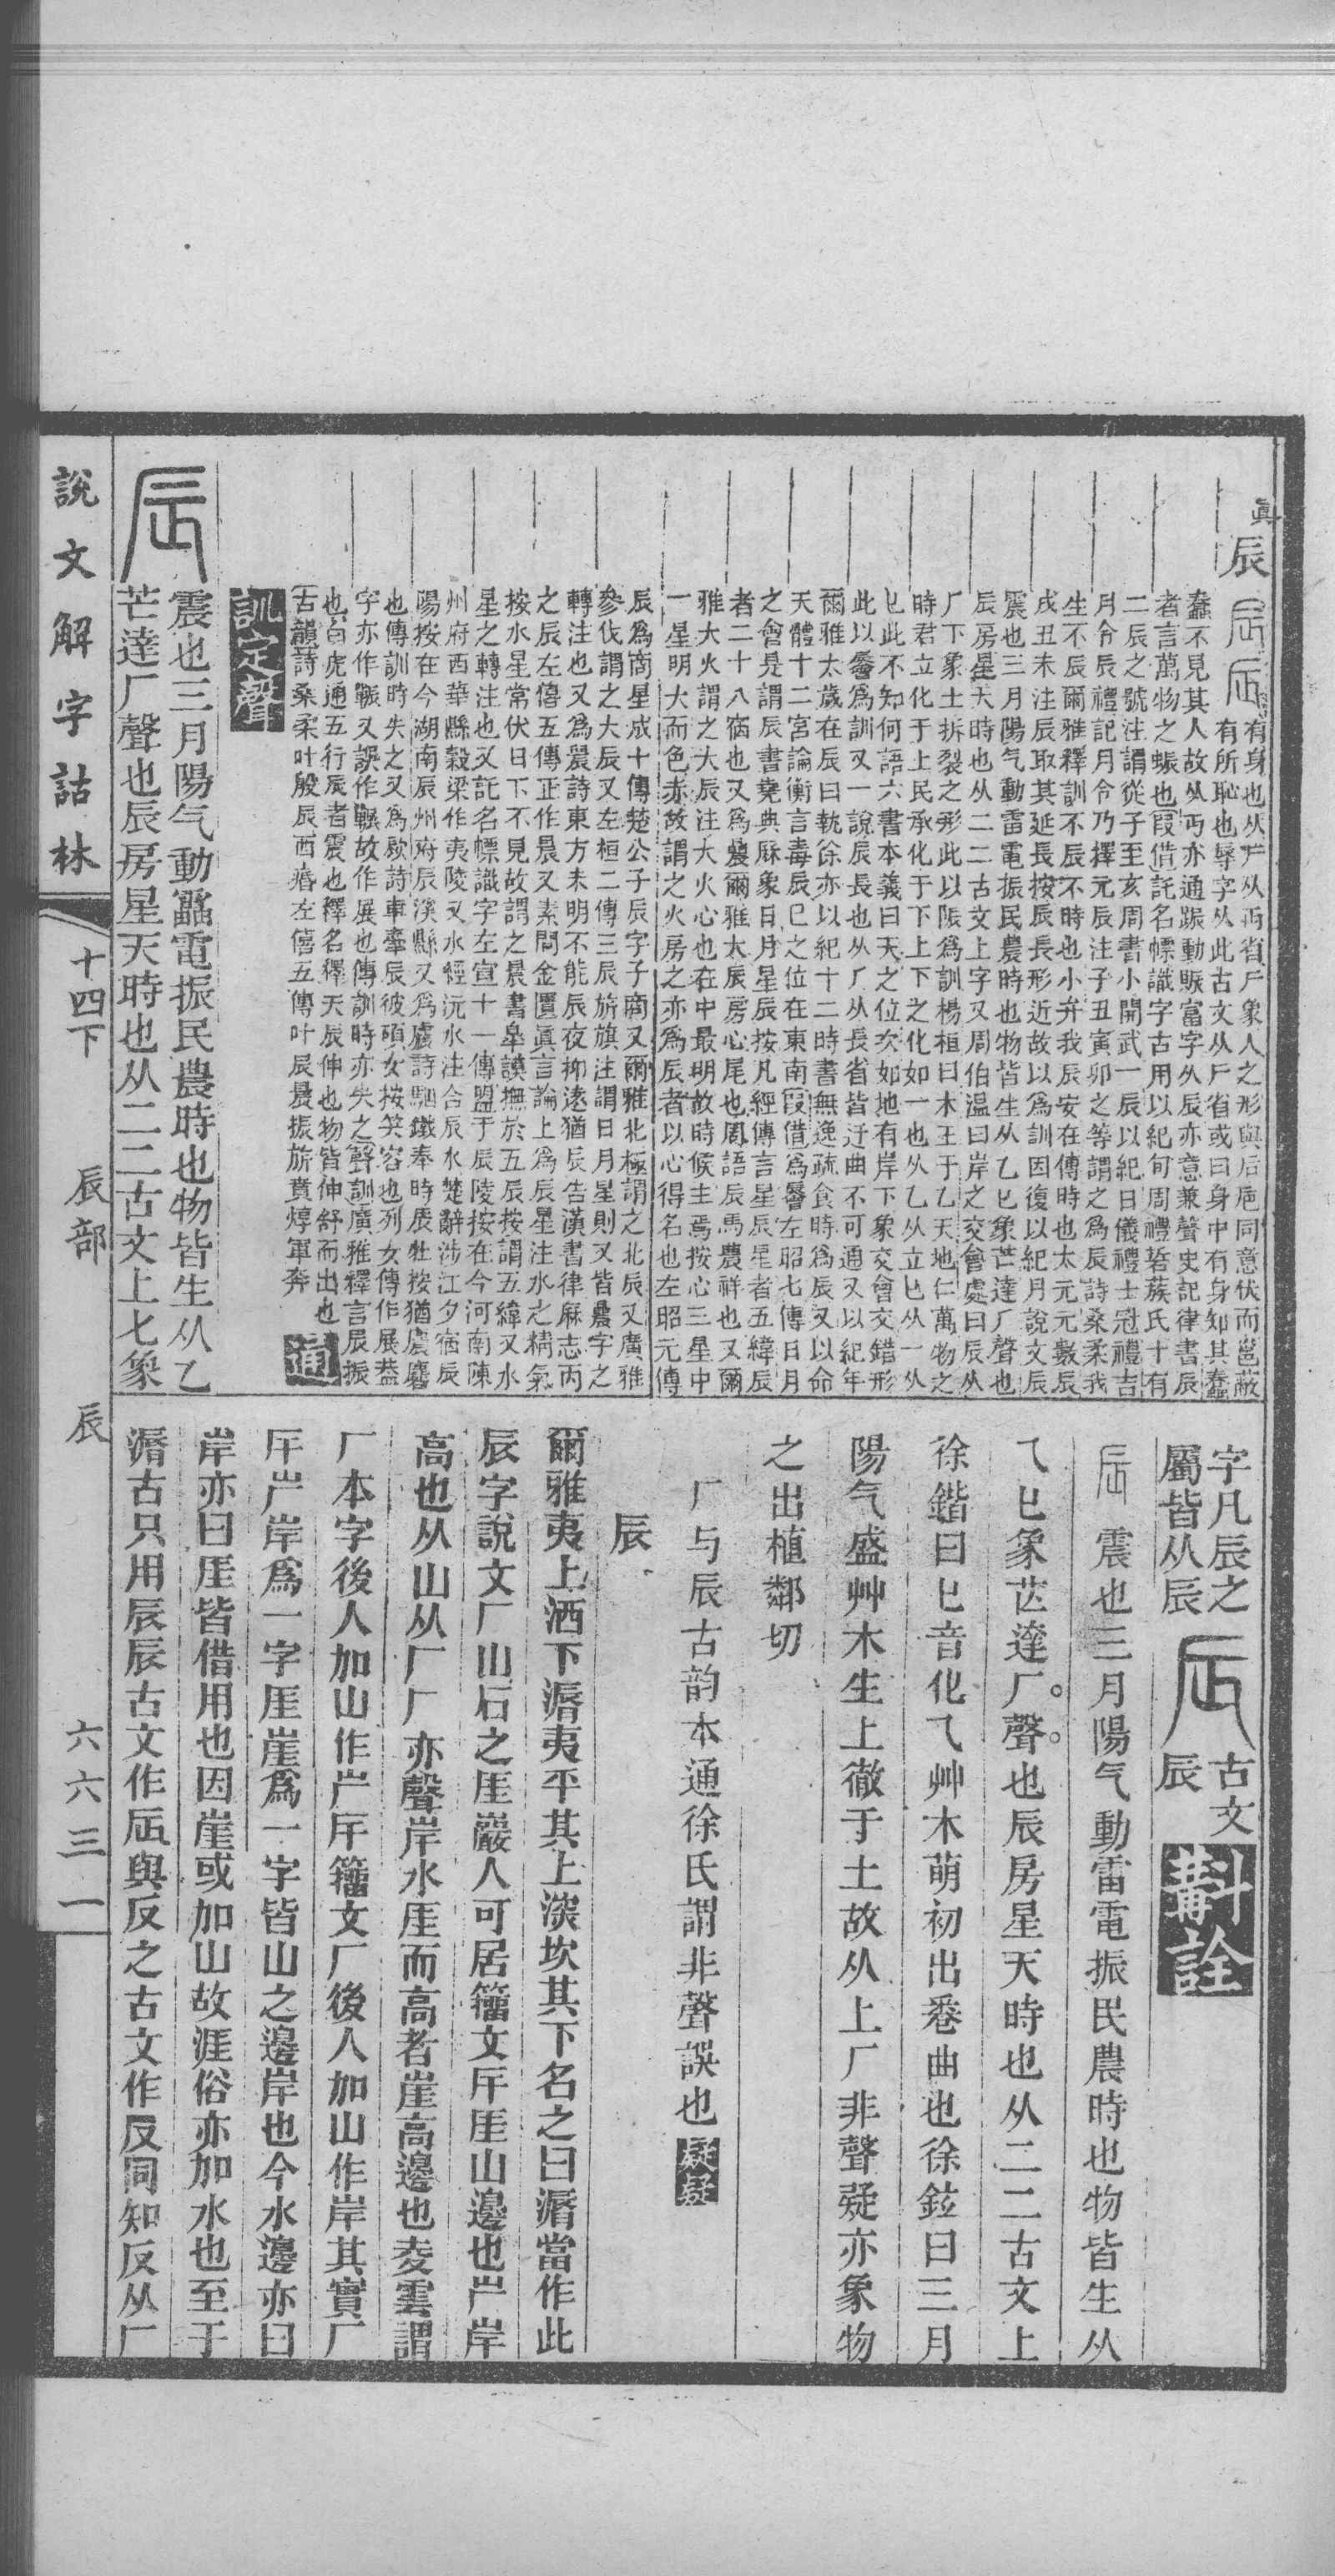 眞
辰
有身也从𠂆从冉省尸象人之形與后卮同意伏而邕蔽
有所恥也辱字从此古文从尸省或曰身中有身知其蠢
蠢不見其人故从丏亦通踬動賑富字从辰亦意兼聲史記律書辰
者言萬物之蜄也叚借託名幖識字古用以紀旬周禮硩蔟氏十有
二辰之號注謂從子至亥周書小開武一辰以紀日儀禮士冠禮吉
月令辰禮記月令乃擇元辰注子丑寅卯之等謂之爲辰詩桑柔我
生不辰爾雅釋訓不辰不時也小弁我辰安在傳時也太元元數辰
戌丑未注辰取其延長按辰長形近故以爲訓因復以紀月說文辰
震也三月陽气動雷電振民農時也物皆生从乙匕象芒達厂聲也
辰房星天時也从二二古文上字又周伯温曰岸之交會處曰辰从
厂下象土拆裂之形此以陙爲訓楊桓曰木王于乙天地仁萬物之
時君立化于上民承化于下上下之化如一也从乙从立匕从一从
匕此不知何語六書本義曰天之位次如地有岸下象交會交錯形
此以晷爲訓又一說辰長也从厂从長省皆迂曲不可通又以紀年
爾雅太歲在辰曰執徐亦以紀十二時書無逸疏食時爲辰又以命
天體十二宮論衡言毒辰巳之位在東南叚借爲晷左昭七傳日月
之會是謂辰書堯典厤象日月星辰按凡經傳言星辰星者五緯辰
者二十八宿也又爲農爾雅大辰房心尾也周語辰馬農祥也又爾
雅大火謂之大辰注大火心也在中最明故時候主焉按心三星中
一星明大而色赤故謂之火房之亦爲辰者以心得名也左昭元傳
辰爲商星成十傳楚公子辰字子商又爾雅北極謂之北辰又廣雅
參伐謂之大辰又左桓二傳三辰旂旗注謂日月星則又皆晨字之
轉注也又爲晨詩東方未明不能辰夜抑遠猶辰告漢書律厤志丙
之辰左僖五傳正作晨又素問金匱眞言論上爲辰星注水之精氣
按水星常伏日下不見故謂之晨書皋謨撫於五辰按謂五緯又水
星之轉注也又託名幖識字左宣十一傳盟于辰陵按在今河南陳
州府西華縣穀梁作夷陵又水經沅水注合辰水楚辭涉江夕宿辰
陽按在今湖南辰州府辰溪縣又爲麎詩駟鐵奉時辰牡按猶麎麋
也傳訓時失之又爲歂詩車舝辰彼碩女按笑容也列女傳作展蓋
字亦作䡅又誤作輾故作展也傳訓時亦失之聲訓廣雅釋言辰振
也白虎通五行辰者震也釋名釋天辰伸也物皆伸舒而出也
古韻詩桑柔叶殷辰西瘏左僖五傳叶辰晨振旂賁焞軍奔
通
訓定聲
辰 震也三月陽气動靁電振民農時也物皆生从乙
芒達厂聲也辰房星天時也从二二古文上七象
字凡辰之
屬皆从辰
古文
辰
斠
詮
辰 震也三月陽气動雷電振民農時也物皆生从
乀匕象芒達厂聲也辰房星天時也从二二古文上
徐鍇曰匕音化乀艸木萌初出卷曲也徐鉉曰三月
陽气盛艸木生上徹于土故从上厂非聲疑亦象物
之出植鄰切
厂与辰古韵本通徐氏謂非聲誤也 疑疑
辰
爾雅夷上洒下漘夷平其上淡坎其下名之曰漘當作此
辰字說文厂山石之厓巖人可居籀文厈厓山邊也屵岸
高也从山从厂厂亦聲岸水厓而高者崖高邊也夌雲謂
厂本字後人加山作屵厈籀文厂後人加山作岸其實厂
厈屵岸爲一字厓崖爲一字皆山之邊岸也今水邊亦曰
岸亦曰厓皆借用也因崖或加山故涯俗亦加水也至于
漘古只用辰辰古文作𠨷與反之古文作反同知反从厂
說文解字詁林
十四下
辰部
辰
六六三一